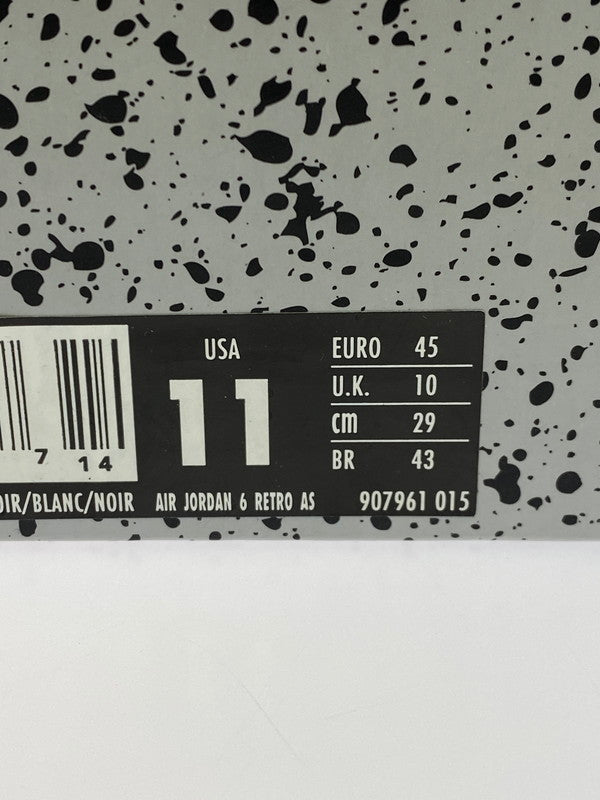 USA
11
EURO 45
U.K. 10
cm 29
BR 43
7 14
OIR/BLANC/NOIR AIR JORDAN 6 RETRO AS 907961 015